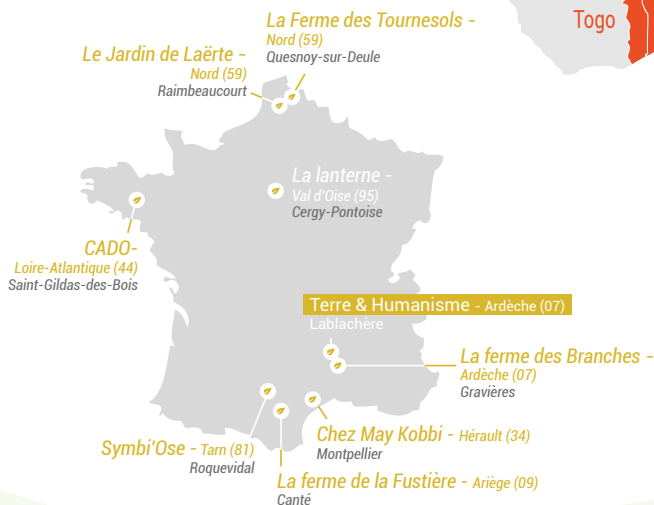 Togo
La Ferme des Tournesols -
Nord (59)
Quesnoy-sur-Deule
Le Jardin de Laërte -
Nord (59)
Raimbeaucourt
La lanterne -
Val d'Oise (95)
Cergy-Pontoise
CADO-
Loire-Atlantique (44)
Saint-Gildas-des-Bois
Terre & Humanisme - Ardèche (07)
Lablachère
La ferme des Branches -
Ardèche (07)
Gravières
Chez May Kobbi - Hérault (34)
Montpellier
Symbi'Ose - Tarn (81)
Roquevidal
La ferme de la Fustière - Ariège (09)
Canté